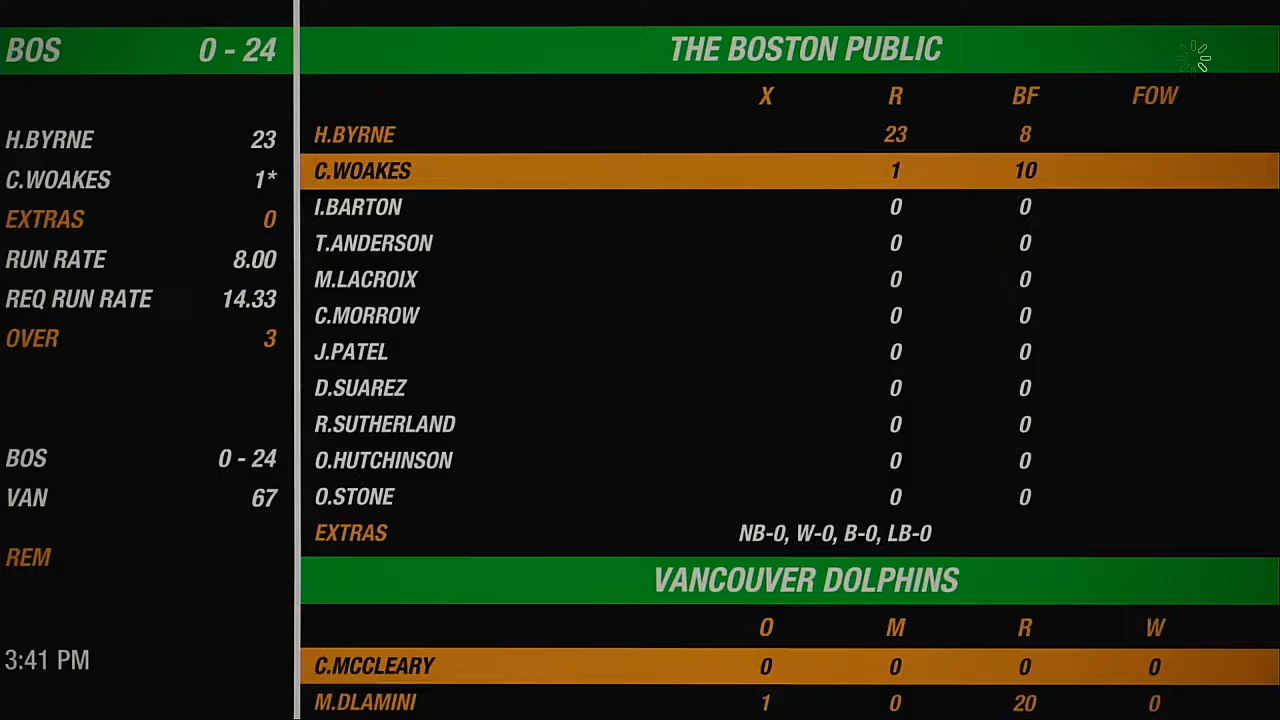 BOS 0 - 24
H.BYRNE 23
C.WOAKES 1*
EXTRAS 0
RUN RATE 8.00
REQ RUN RATE 14.33
OVER 3
BOS 0 - 24
VAN 67
REM
3:41 PM
THE BOSTON PUBLIC
X R BF FOW
H.BYRNE 23 8
C.WOAKES 1 10
I.BARTON 0 0
T.ANDERSON 0 0
M.LACROIX 0 0
C.MORROW 0 0
J.PATEL 0 0
D.SUAREZ 0 0
R.SUTHERLAND 0 0
O.HUTCHINSON 0 0
O.STONE 0 0
EXTRAS NB-0, W-0, B-0, LB-0
VANCOUVER DOLPHINS
O M R W
C.MCCLEARY 0 0 0 0
M.DLAMINI 1 0 20 0